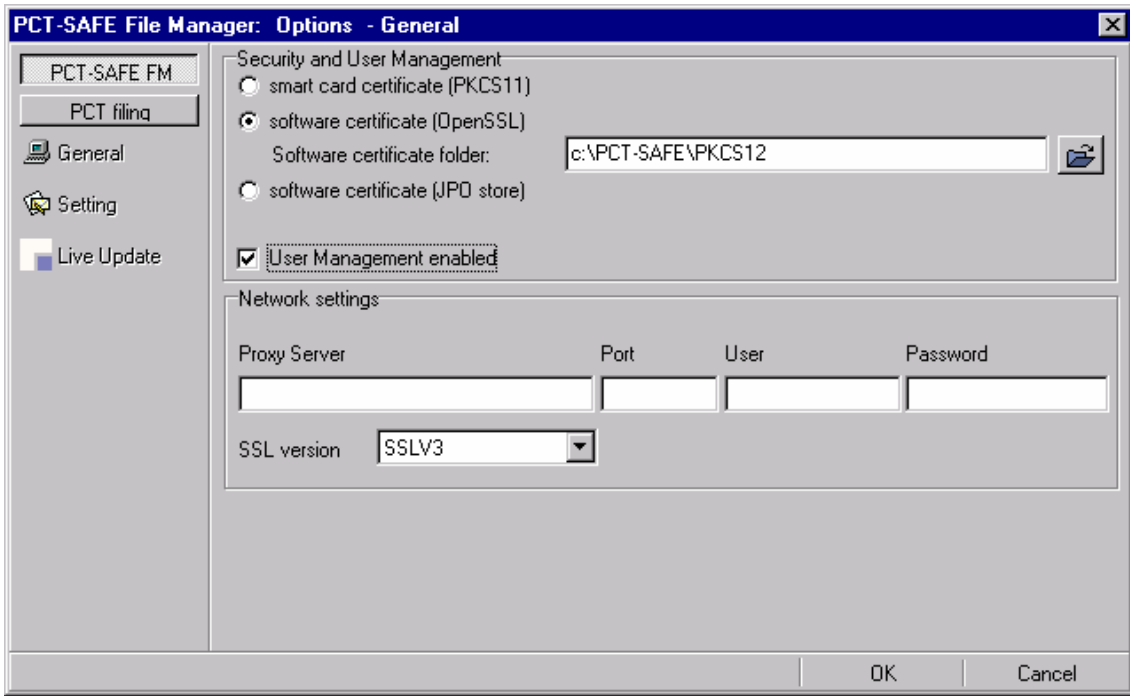 PCT-SAFE File Manager:  Options  - General
PCT-SAFE FM
PCT filing
General
Setting
Live Update
Security and User Management
smart card certificate (PKCS11)
software certificate (OpenSSL)
Software certificate folder:
c:\PCT-SAFE\PKCS12
software certificate (JPO store)
User Management enabled
Network settings
Proxy Server Port User Password
SSL version SSLV3
OK Cancel